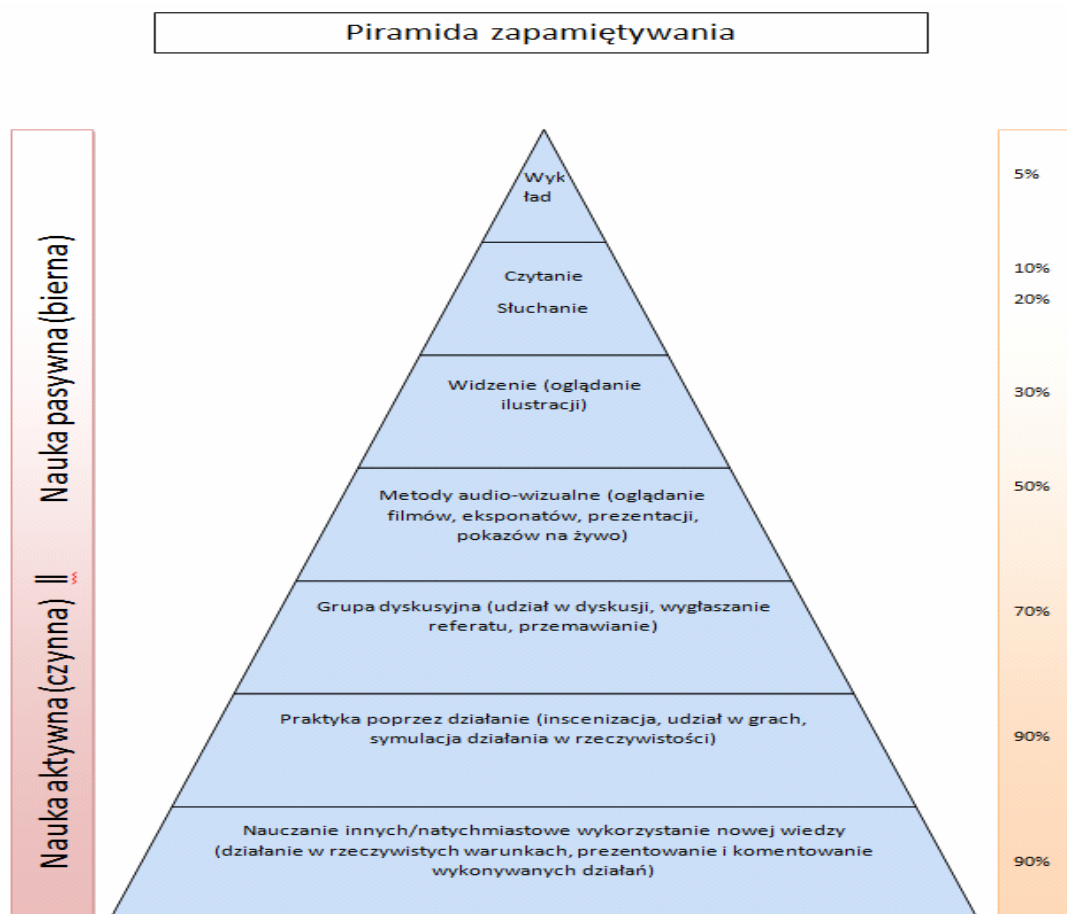 Piramida zapamiętywania
Nauka pasywna (bierna)
Nauka aktywna (czynna) ||
Wyk
ład
5%
Czytanie
10%
Słuchanie
20%
Widzenie (oglądanie
ilustracji)
30%
Metody audio-wizualne (oglądanie
filmów, eksponatów, prezentacji,
pokazów na żywo)
50%
Grupa dyskusyjna (udział w dyskusji, wygłaszanie
referatu, przemawianie)
70%
Praktyka poprzez działanie (inscenizacja, udział w grach,
symulacja działania w rzeczywistości)
90%
Nauczanie innych/natychmiastowe wykorzystanie nowej wiedzy
(działanie w rzeczywistych warunkach, prezentowanie i komentowanie
wykonywanych działań)
90%